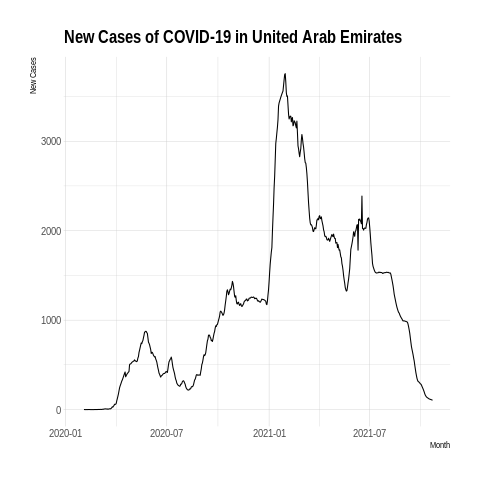 New Cases of COVID-19 in United Arab Emirates
New Cases
3000
2000
1000
0
2020-01 2020-07 2021-01 2021-07
Month